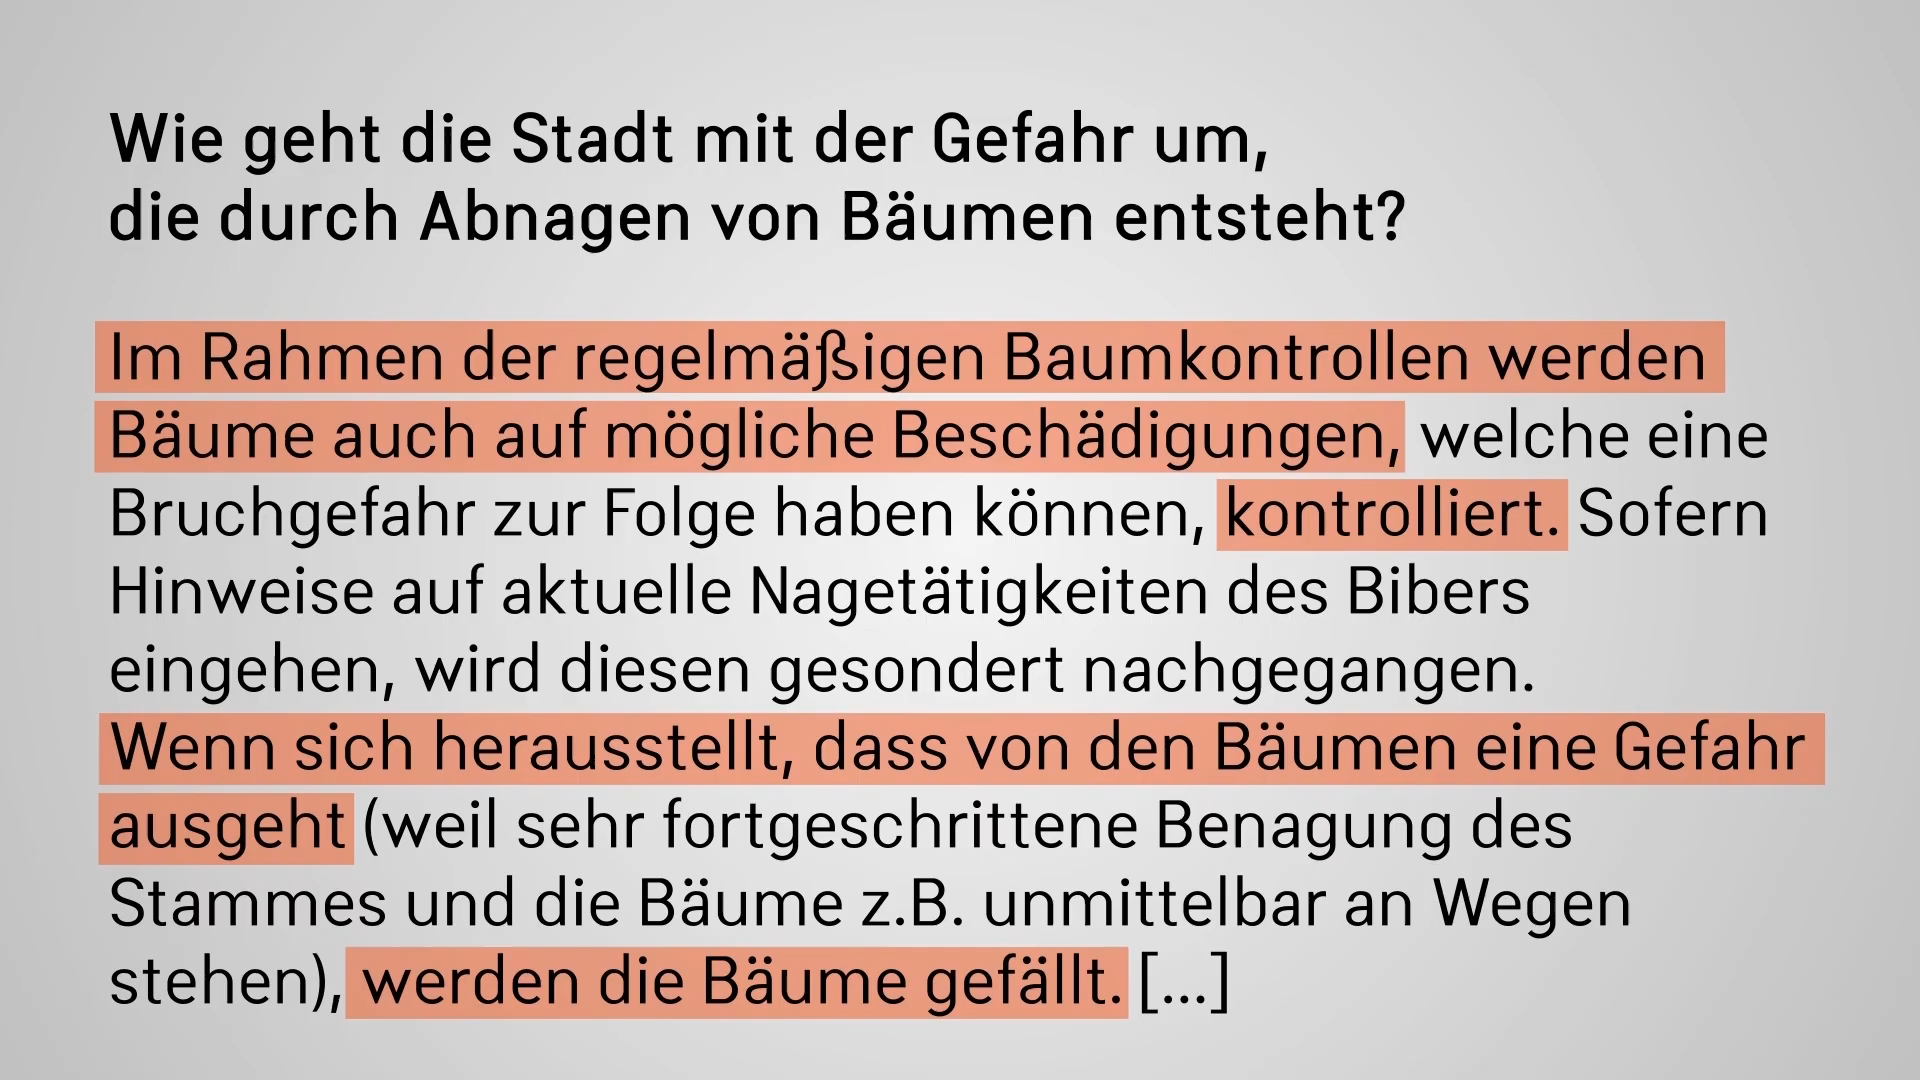 Wie geht die Stadt mit der Gefahr um,
die durch Abnagen von Bäumen entsteht?
Im Rahmen der regelmäßigen Baumkontrollen werden
Bäume auch auf mögliche Beschädigungen, welche eine
Bruchgefahr zur Folge haben können, kontrolliert. Sofern
Hinweise auf aktuelle Nagetätigkeiten des Bibers
eingehen, wird diesen gesondert nachgegangen.
Wenn sich herausstellt, dass von den Bäumen eine Gefahr
ausgeht (weil sehr fortgeschrittene Benagung des
Stammes und die Bäume z.B. unmittelbar an Wegen
stehen), werden die Bäume gefällt. [...]